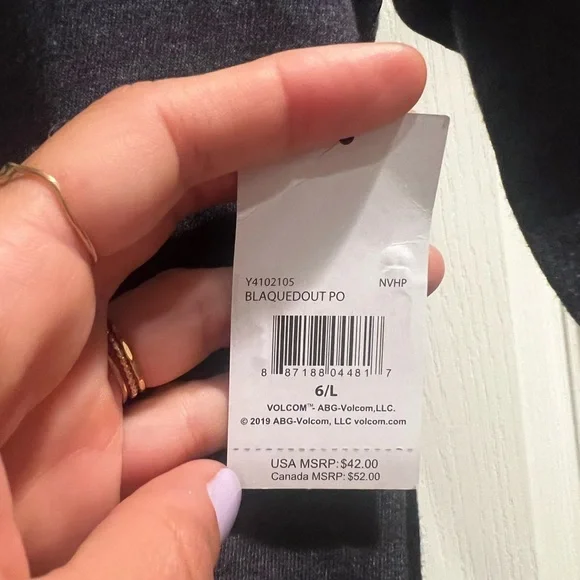 Y4102105 NVHP
BLAQUEDOUT PO
8 87188 04481 7
6/L
VOLCOM™- ABG-Volcom,LLC.
© 2019 ABG-Volcom, LLC volcom.com
USA MSRP:$42.00
Canada MSRP:$52.00